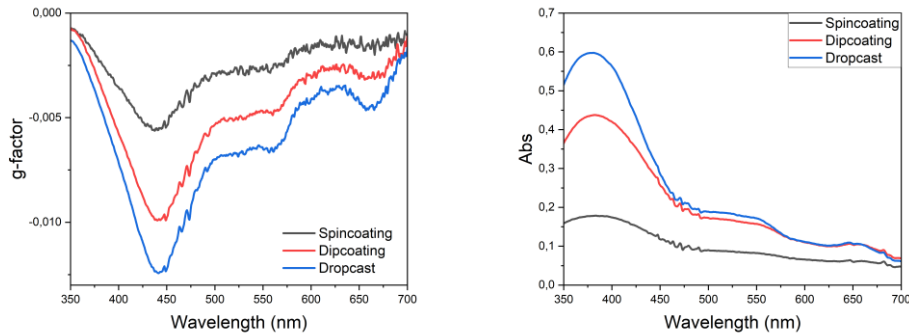 0,000
-0,005
-0,010
g-factor
Spincoating
Dipcoating
Dropcast
350 400 450 500 550 600 650 700
Wavelength (nm)
0,7
0,6
0,5
0,4
0,3
0,2
0,1
0,0
Abs
Spincoating
Dipcoating
Dropcast
350 400 450 500 550 600 650 700
Wavelength (nm)